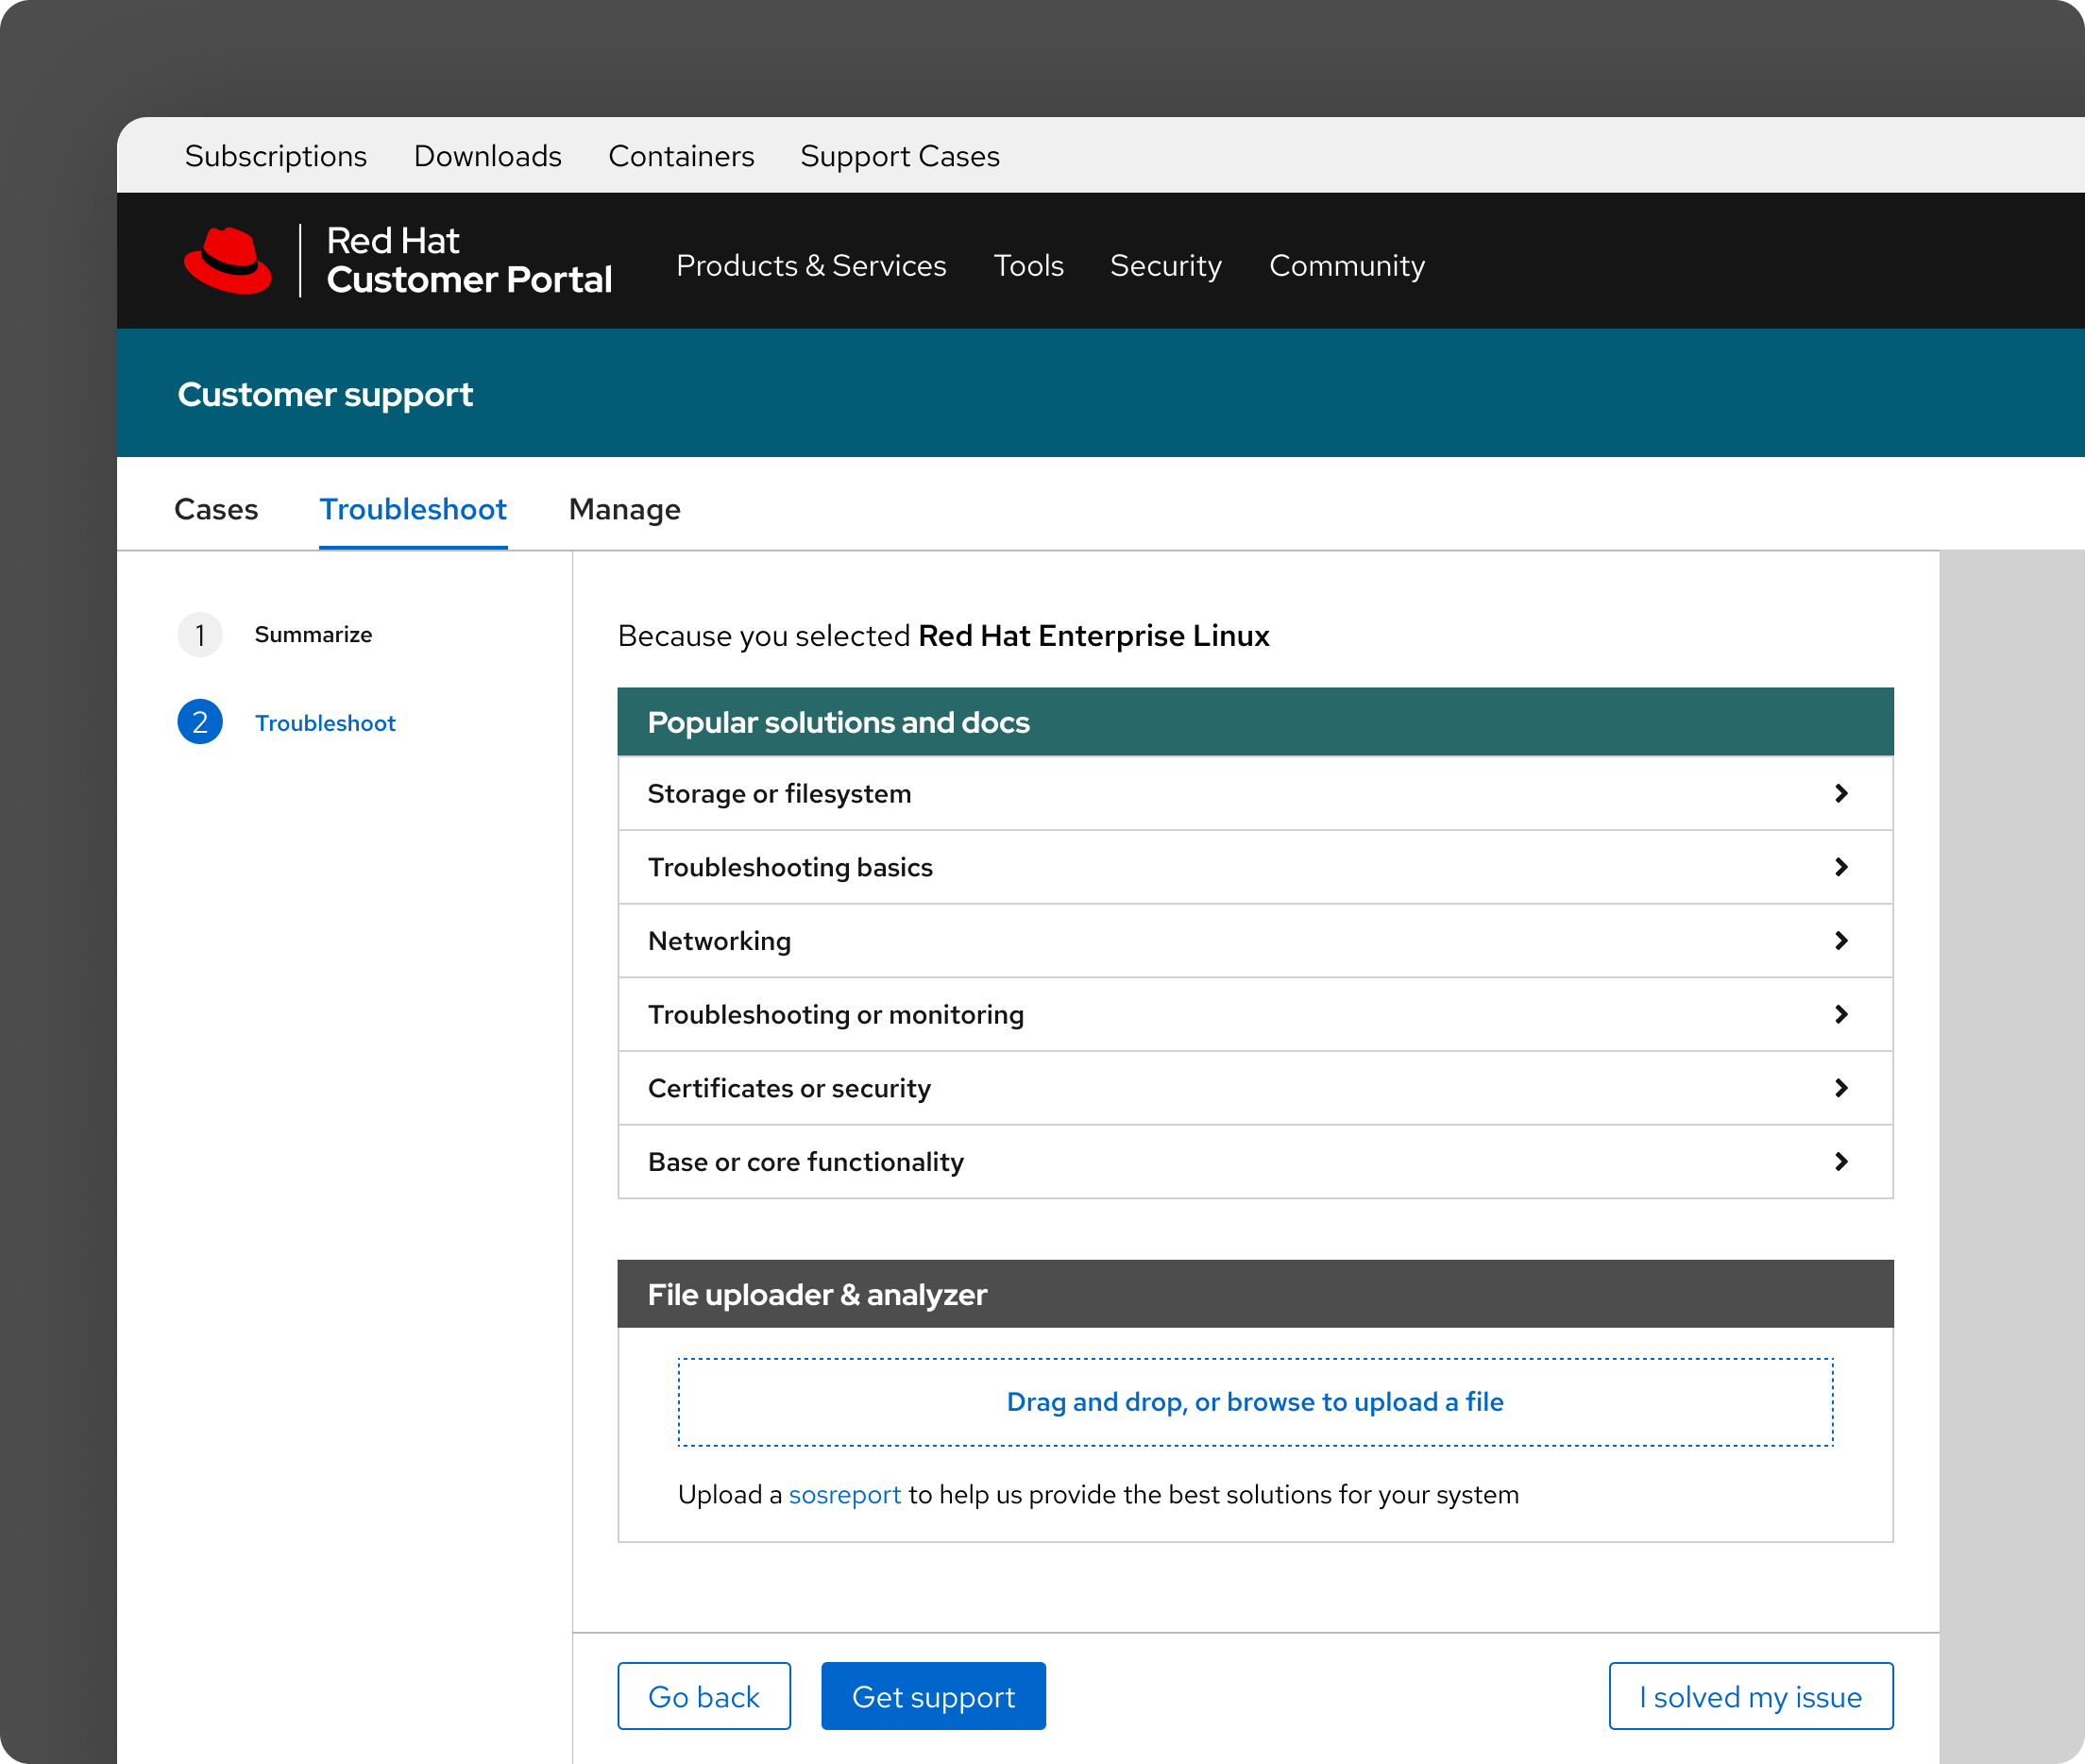 Subscriptions Downloads Containers Support Cases
Red Hat
Customer Portal
Products & Services Tools Security Community
Customer support
Cases Troubleshoot Manage
1 Summarize
2 Troubleshoot
Because you selected Red Hat Enterprise Linux
Popular solutions and docs
Storage or filesystem
Troubleshooting basics
Networking
Troubleshooting or monitoring
Certificates or security
Base or core functionality
File uploader & analyzer
Drag and drop, or browse to upload a file
Upload a sosreport to help us provide the best solutions for your system
Go back Get support I solved my issue